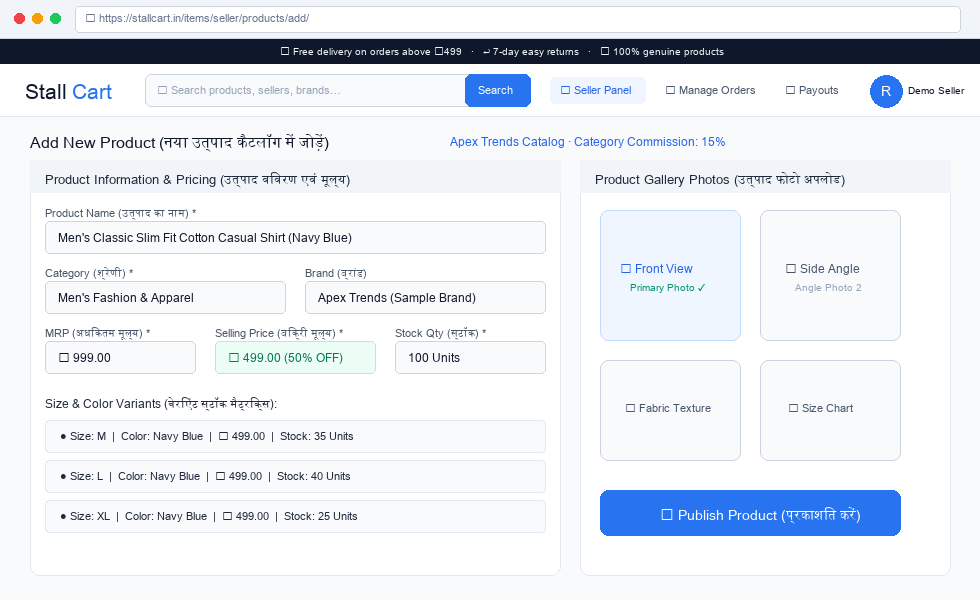 ☐ https://stallcart.in/items/seller/products/add/
☐ Free delivery on orders above ☐499 · ↩ 7-day easy returns · ☐ 100% genuine products
Stall Cart
☐ Search products, sellers, brands...
Search
☐ Seller Panel
☐ Manage Orders
☐ Payouts
R
Demo Seller
Add New Product (नया उत्पाद कैटलॉग में जोड़ें)
Apex Trends Catalog · Category Commission: 15%
Product Information & Pricing (उत्पाद विवरण एवं मूल्य)
Product Name (उत्पाद का नाम) *
Men's Classic Slim Fit Cotton Casual Shirt (Navy Blue)
Category (श्रेणी) *
Brand (ब्रांड)
Men's Fashion & Apparel
Apex Trends (Sample Brand)
MRP (अधिकतम मूल्य) *
Selling Price (विक्री मूल्य) *
Stock Qty (स्टॉक) *
☐ 999.00
☐ 499.00 (50% OFF)
100 Units
Size & Color Variants (वेरिएंट स्टॉक मैट्रिक्स):
● Size: M | Color: Navy Blue | ☐ 499.00 | Stock: 35 Units
● Size: L | Color: Navy Blue | ☐ 499.00 | Stock: 40 Units
● Size: XL | Color: Navy Blue | ☐ 499.00 | Stock: 25 Units
Product Gallery Photos (उत्पाद फोटो अपलोड)
☐ Front View
Primary Photo ✓
☐ Side Angle
Angle Photo 2
☐ Fabric Texture
☐ Size Chart
☐ Publish Product (प्रकाशित करें)